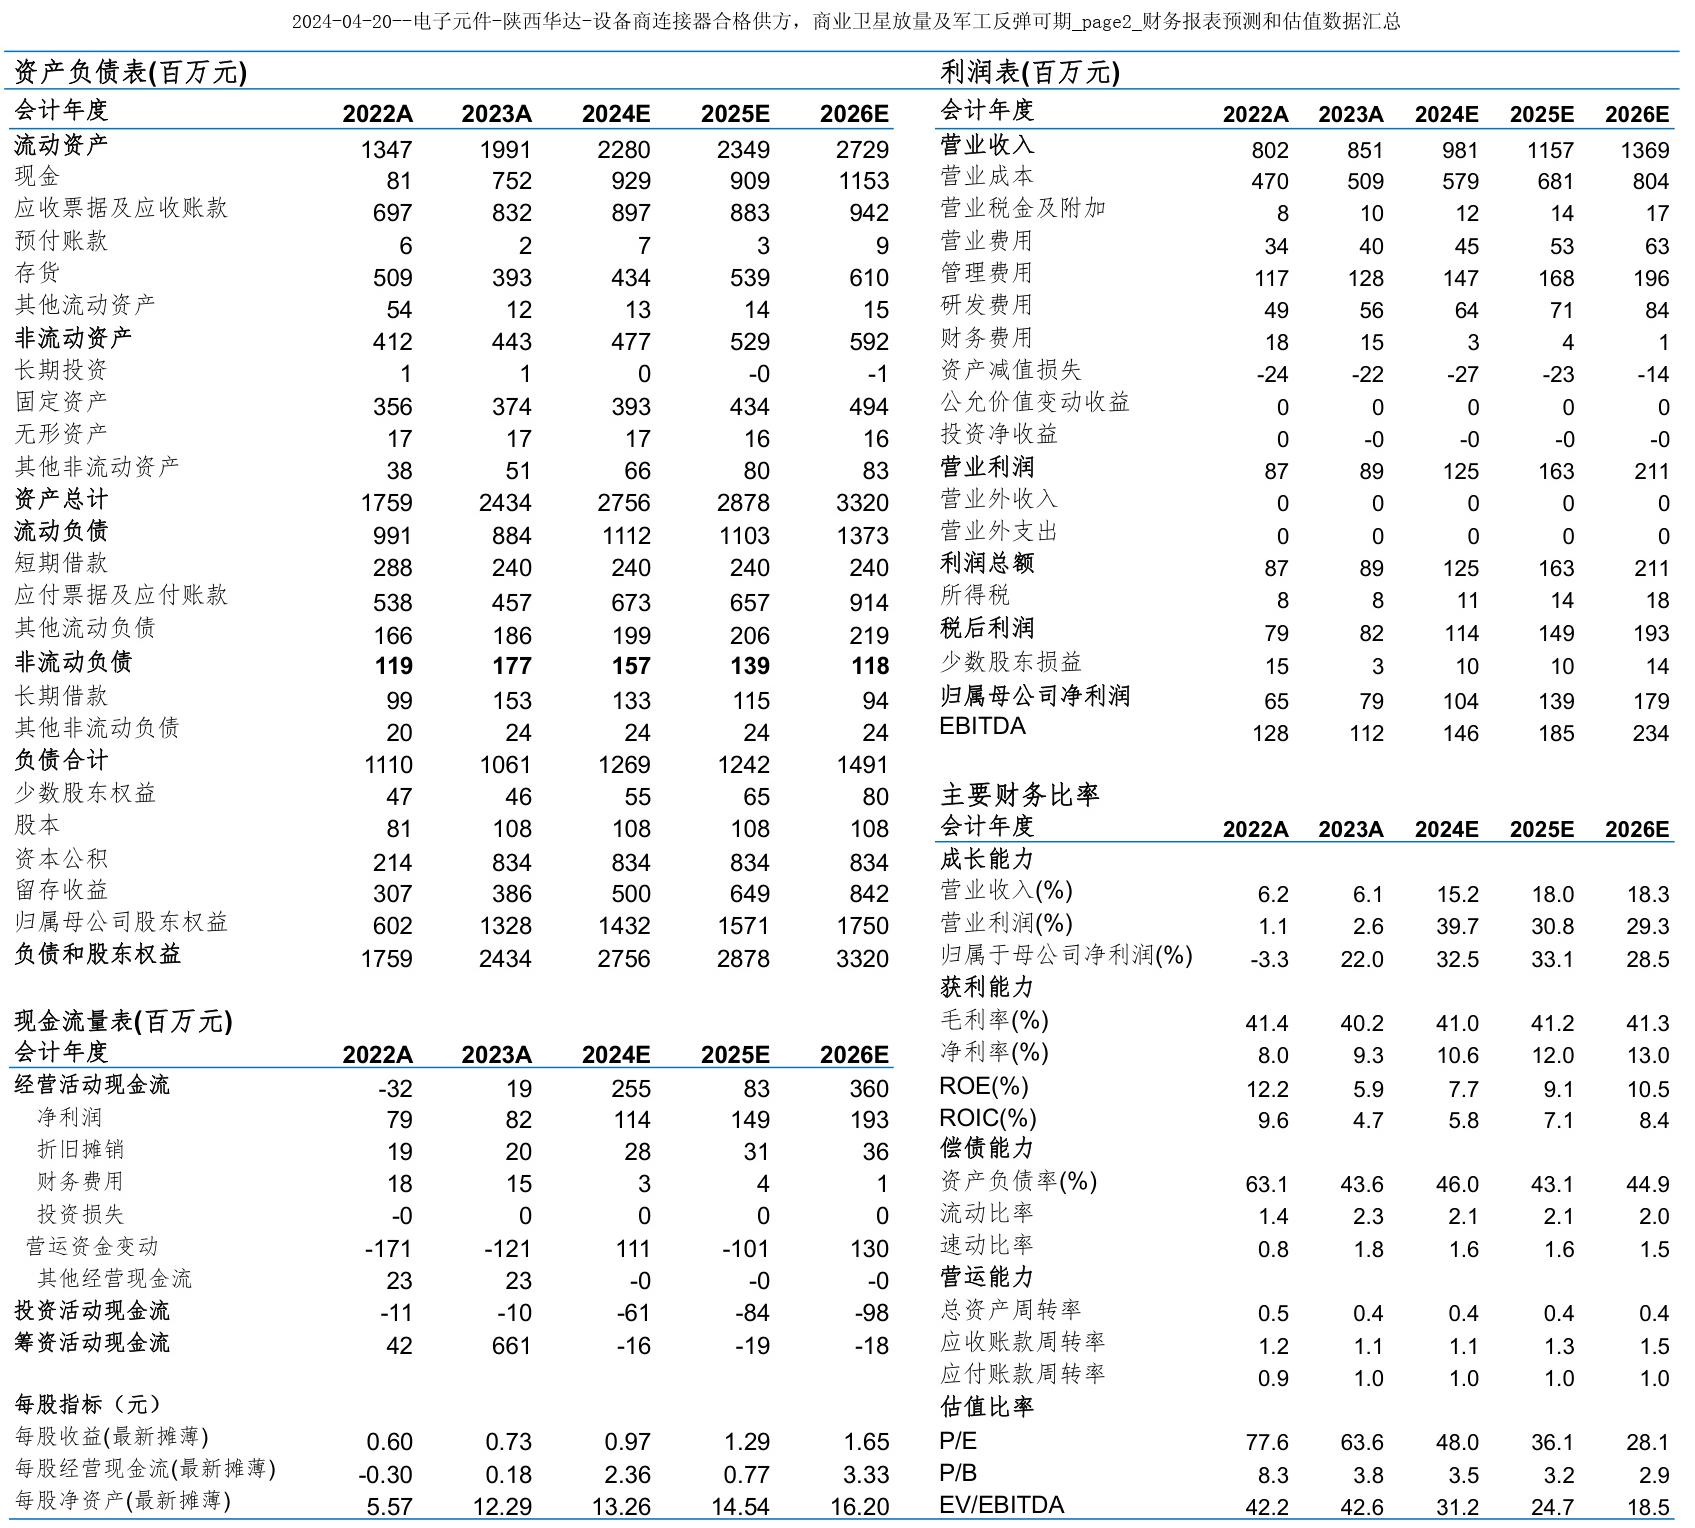 2024-04-20--电子元件-陕西华达-设备商连接器合格供方，商业卫星放量及军工反弹可期_page2_财务报表预测和估值数据汇总
资产负债表(百万元)
会计年度 2022A 2023A 2024E 2025E 2026E
流动资产 1347 1991 2280 2349 2729
现金 81 752 929 909 1153
应收票据及应收账款 697 832 897 883 942
预付账款 6 2 7 3 9
存货 509 393 434 539 610
其他流动资产 54 12 13 14 15
非流动资产 412 443 477 529 592
长期投资 1 1 0 -0 -1
固定资产 356 374 393 434 494
无形资产 17 17 17 16 16
其他非流动资产 38 51 66 80 83
资产总计 1759 2434 2756 2878 3320
流动负债 991 884 1112 1103 1373
短期借款 288 240 240 240 240
应付票据及应付账款 538 457 673 657 914
其他流动负债 166 186 199 206 219
非流动负债 119 177 157 139 118
长期借款 99 153 133 115 94
其他非流动负债 20 24 24 24 24
负债合计 1110 1061 1269 1242 1491
少数股东权益 47 46 55 65 80
股本 81 108 108 108 108
资本公积 214 834 834 834 834
留存收益 307 386 500 649 842
归属母公司股东权益 602 1328 1432 1571 1750
负债和股东权益 1759 2434 2756 2878 3320
现金流量表(百万元)
会计年度 2022A 2023A 2024E 2025E 2026E
经营活动现金流 -32 19 255 83 360
净利润 79 82 114 149 193
折旧摊销 19 20 28 31 36
财务费用 18 15 3 4 1
投资损失 -0 0 0 0 0
营运资金变动 -171 -121 111 -101 130
其他经营现金流 23 23 -0 -0 -0
投资活动现金流 -11 -10 -61 -84 -98
筹资活动现金流 42 661 -16 -19 -18
每股指标（元）
每股收益(最新摊薄) 0.60 0.73 0.97 1.29 1.65
每股经营现金流(最新摊薄) -0.30 0.18 2.36 0.77 3.33
每股净资产(最新摊薄) 5.57 12.29 13.26 14.54 16.20
利润表(百万元)
会计年度 2022A 2023A 2024E 2025E 2026E
营业收入 802 851 981 1157 1369
营业成本 470 509 579 681 804
营业税金及附加 8 10 12 14 17
营业费用 34 40 45 53 63
管理费用 117 128 147 168 196
研发费用 49 56 64 71 84
财务费用 18 15 3 4 1
资产减值损失 -24 -22 -27 -23 -14
公允价值变动收益 0 0 0 0 0
投资净收益 0 -0 -0 -0 -0
营业利润 87 89 125 163 211
营业外收入 0 0 0 0 0
营业外支出 0 0 0 0 0
利润总额 87 89 125 163 211
所得税 8 8 11 14 18
税后利润 79 82 114 149 193
少数股东损益 15 3 10 10 14
归属母公司净利润 65 79 104 139 179
EBITDA 128 112 146 185 234
主要财务比率
会计年度 2022A 2023A 2024E 2025E 2026E
成长能力
营业收入(%) 6.2 6.1 15.2 18.0 18.3
营业利润(%) 1.1 2.6 39.7 30.8 29.3
归属于母公司净利润(%) -3.3 22.0 32.5 33.1 28.5
获利能力
毛利率(%) 41.4 40.2 41.0 41.2 41.3
净利率(%) 8.0 9.3 10.6 12.0 13.0
ROE(%) 12.2 5.9 7.7 9.1 10.5
ROIC(%) 9.6 4.7 5.8 7.1 8.4
偿债能力
资产负债率(%) 63.1 43.6 46.0 43.1 44.9
流动比率 1.4 2.3 2.1 2.1 2.0
速动比率 0.8 1.8 1.6 1.6 1.5
营运能力
总资产周转率 0.5 0.4 0.4 0.4 0.4
应收账款周转率 1.2 1.1 1.1 1.3 1.5
应付账款周转率 0.9 1.0 1.0 1.0 1.0
估值比率
P/E 77.6 63.6 48.0 36.1 28.1
P/B 8.3 3.8 3.5 3.2 2.9
EV/EBITDA 42.2 42.6 31.2 24.7 18.5